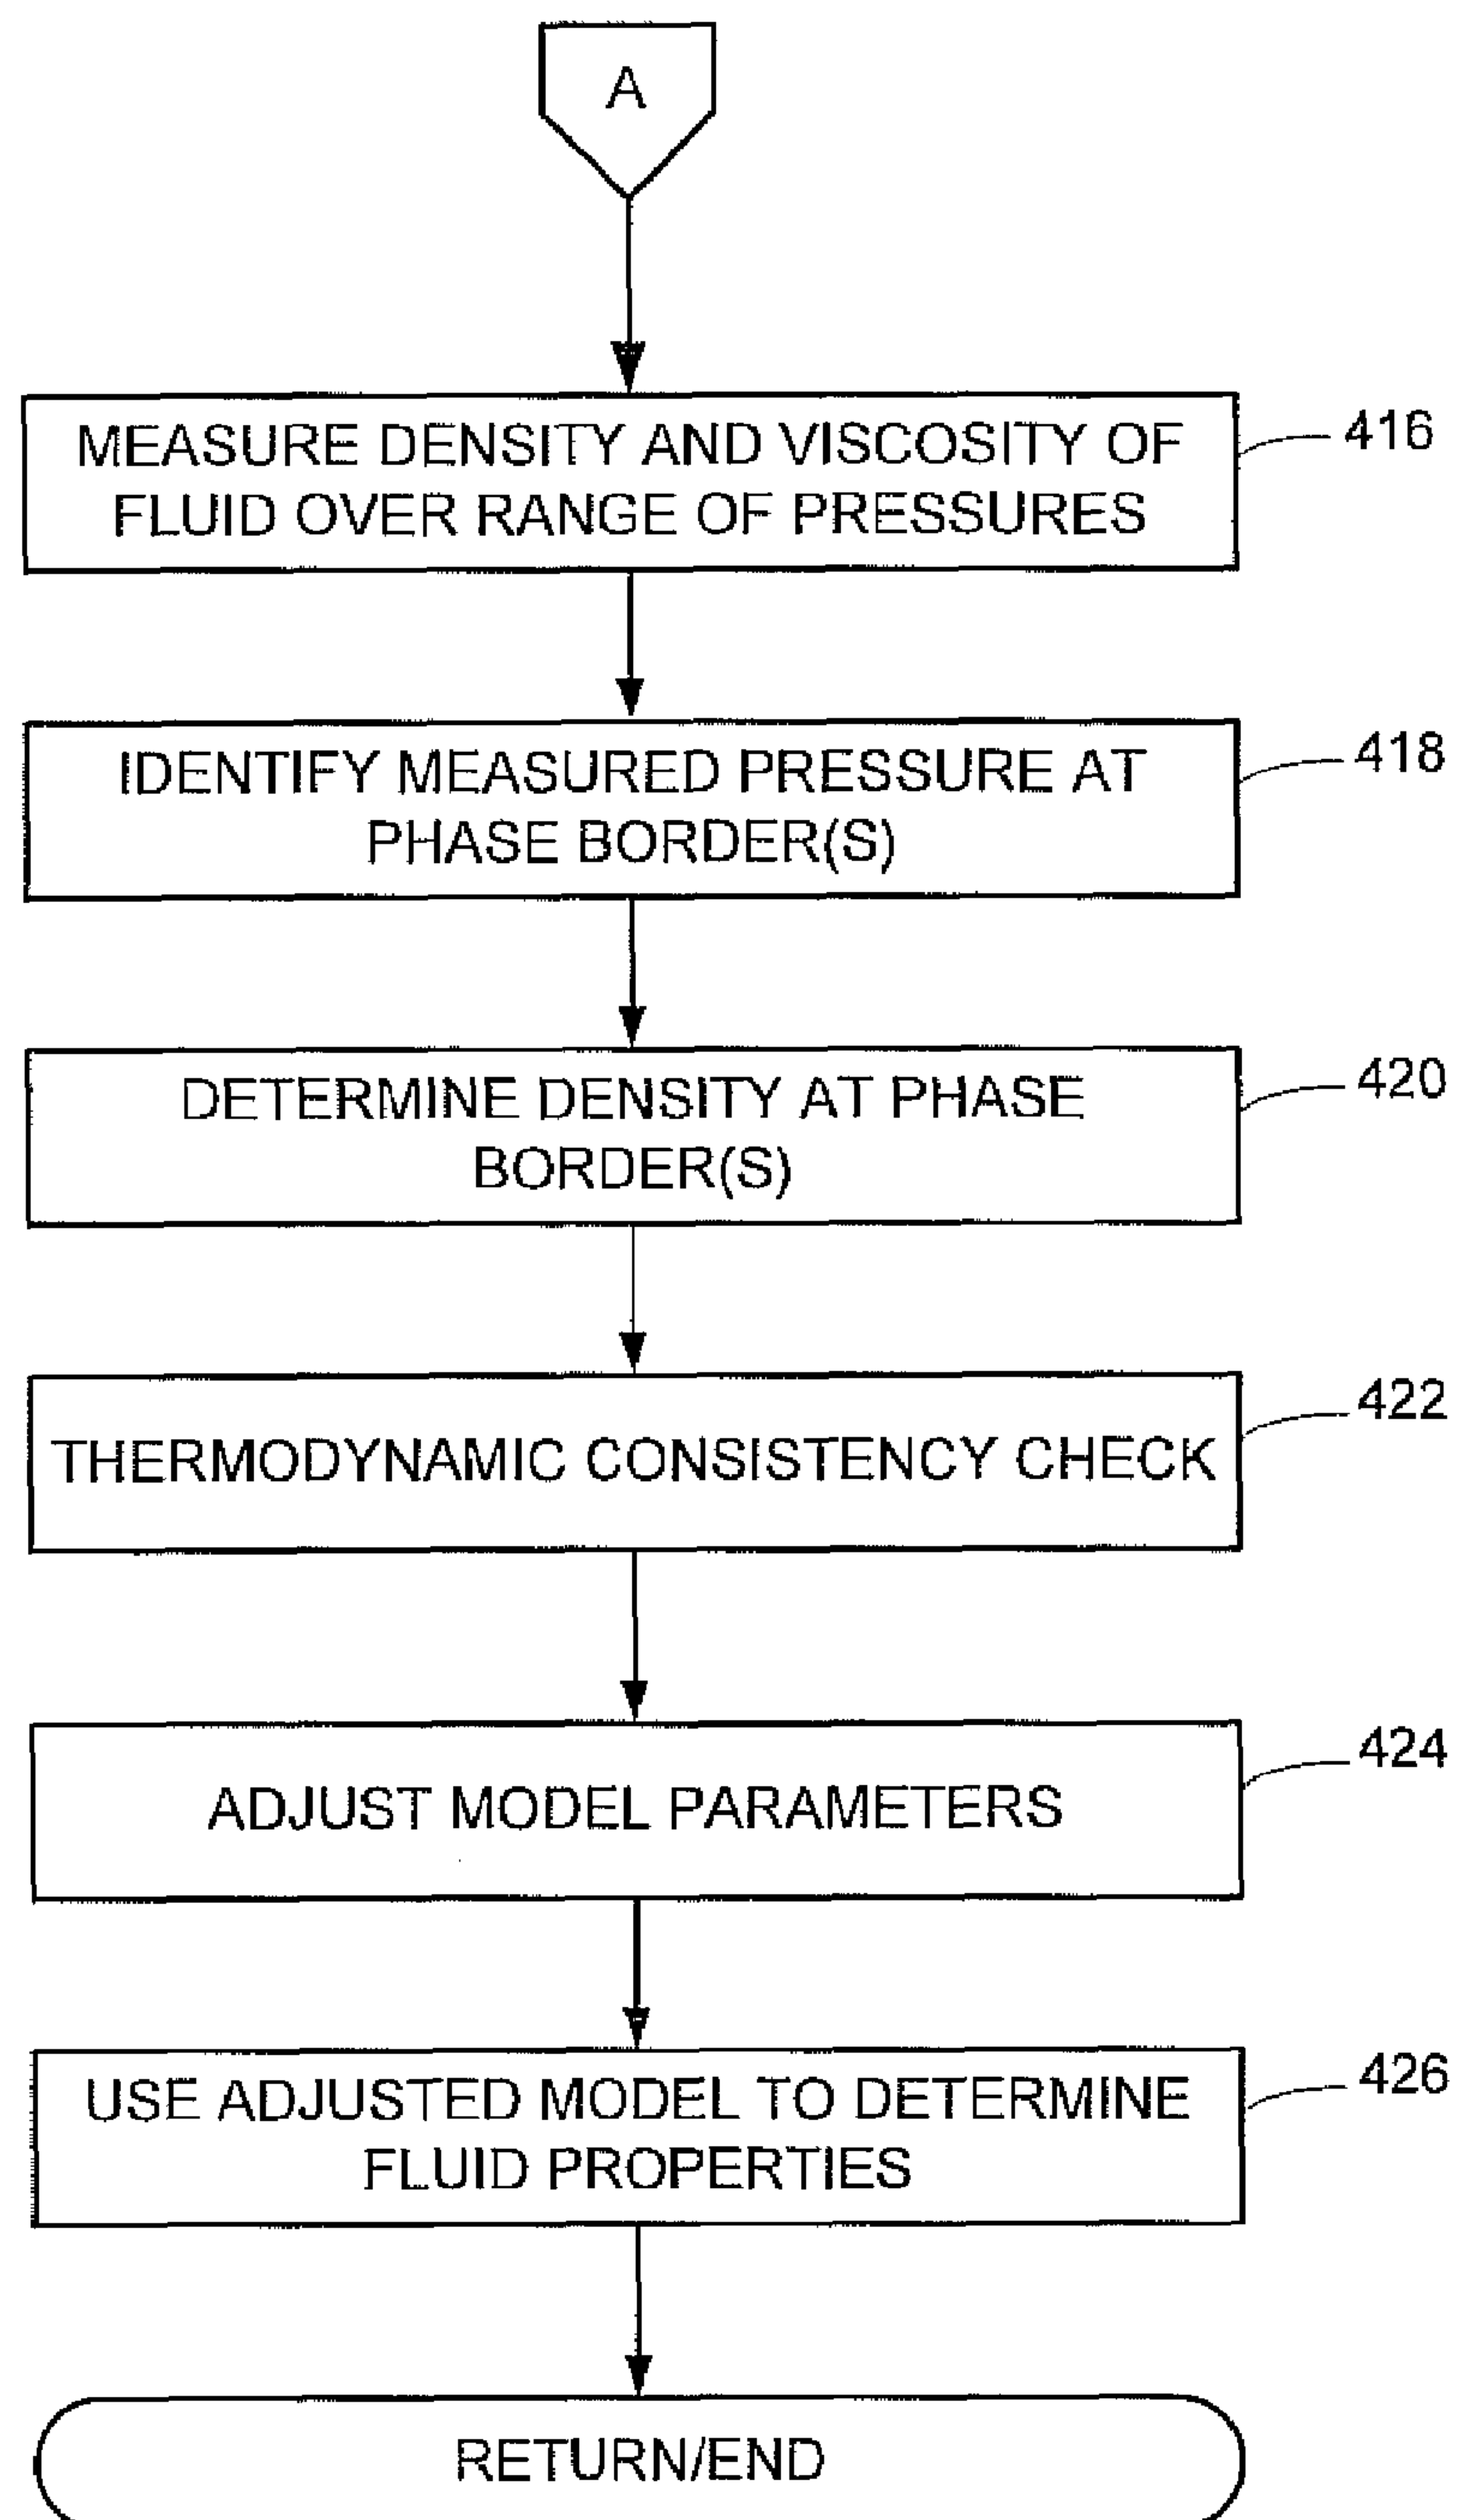 A
MEASURE DENSITY AND VISCOSITY OF
FLUID OVER RANGE OF PRESSURES
416
IDENTIFY MEASURED PRESSURE AT
PHASE BORDER(S)
418
DETERMINE DENSITY AT PHASE
BORDER(S)
420
THERMODYNAMIC CONSISTENCY CHECK
422
ADJUST MODEL PARAMETERS
424
USE ADJUSTED MODEL TO DETERMINE
FLUID PROPERTIES
426
RETURN/END